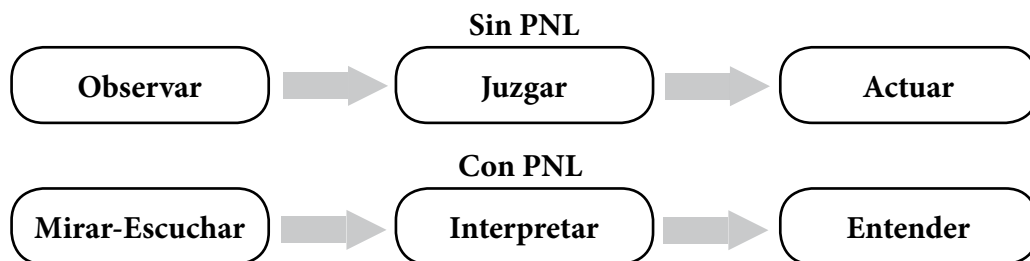 Sin PNL
Observar Juzgar Actuar
Con PNL
Mirar-Escuchar Interpretar Entender